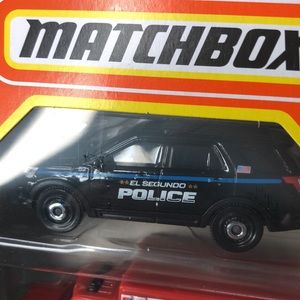 MATCHBOX
EL SEGUNDO
POLICE